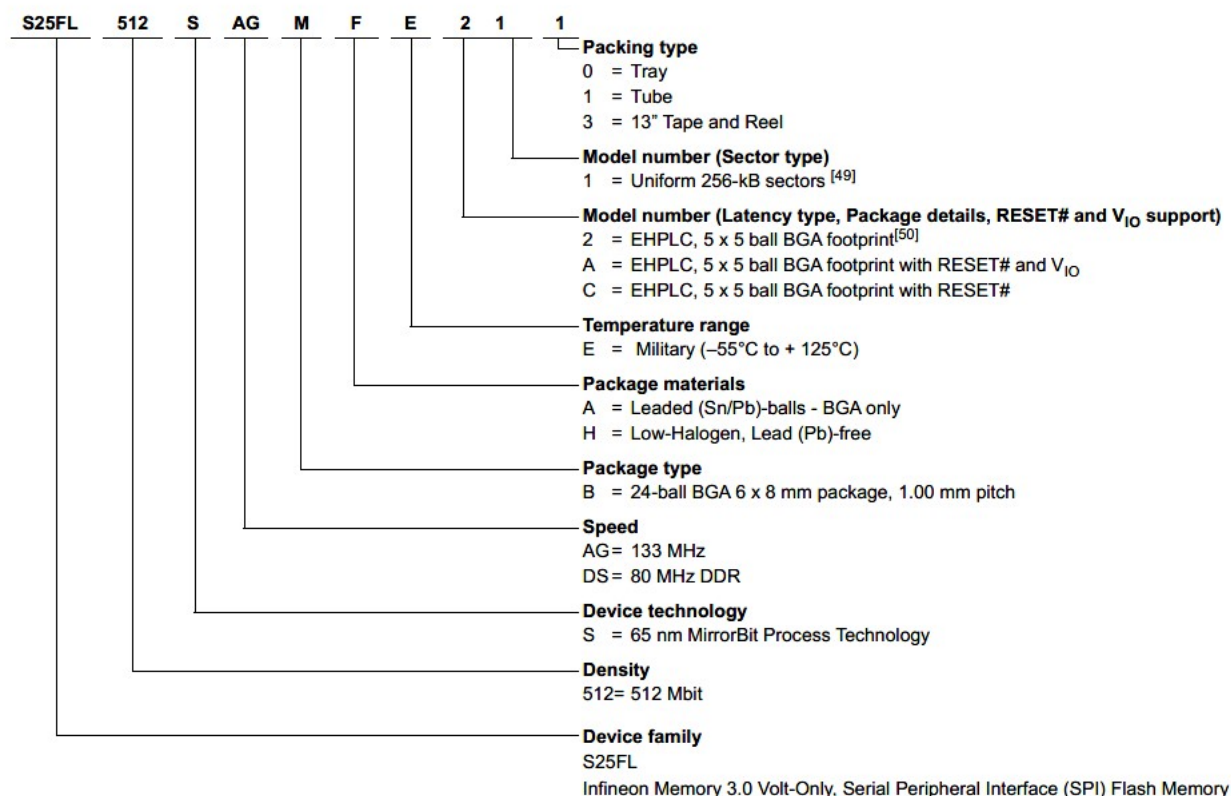 S25FL 512 S AG M F E 2 1 1
Packing type
0 = Tray
1 = Tube
3 = 13” Tape and Reel
Model number (Sector type)
1 = Uniform 256-kB sectors [49]
Model number (Latency type, Package details, RESET# and VIO support)
2 = EHPLC, 5 x 5 ball BGA footprint[50]
A = EHPLC, 5 x 5 ball BGA footprint with RESET# and VIO
C = EHPLC, 5 x 5 ball BGA footprint with RESET#
Temperature range
E = Military (–55°C to + 125°C)
Package materials
A = Leaded (Sn/Pb)-balls - BGA only
H = Low-Halogen, Lead (Pb)-free
Package type
B = 24-ball BGA 6 x 8 mm package, 1.00 mm pitch
Speed
AG= 133 MHz
DS= 80 MHz DDR
Device technology
S = 65 nm MirrorBit Process Technology
Density
512= 512 Mbit
Device family
S25FL
Infineon Memory 3.0 Volt-Only, Serial Peripheral Interface (SPI) Flash Memory